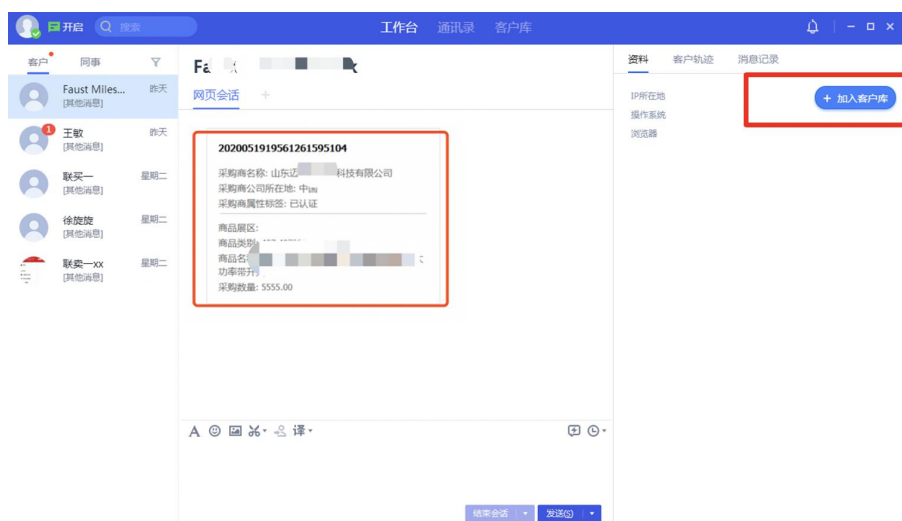 开启 搜索 工作台 通讯录 客户库
客户 同事
Faust Miles... 昨天
[其他消息]
1 王敏 昨天
[其他消息]
联买一 星期二
[其他消息]
徐旋旋 星期二
[其他消息]
联卖一xx 星期二
[其他消息]
网页会话 +
2020051919561261595104
采购商名称: 山东迈 科技有限公司
采购商公司所在地: 中
采购商属性标签: 已认证
商品展区:
商品类别
商品名
功率带升
采购数量: 5555.00
译
结束会话 发送(S)
资料 客户轨迹 消息记录
IP所在地
+ 加入客户库
操作系统
浏览器